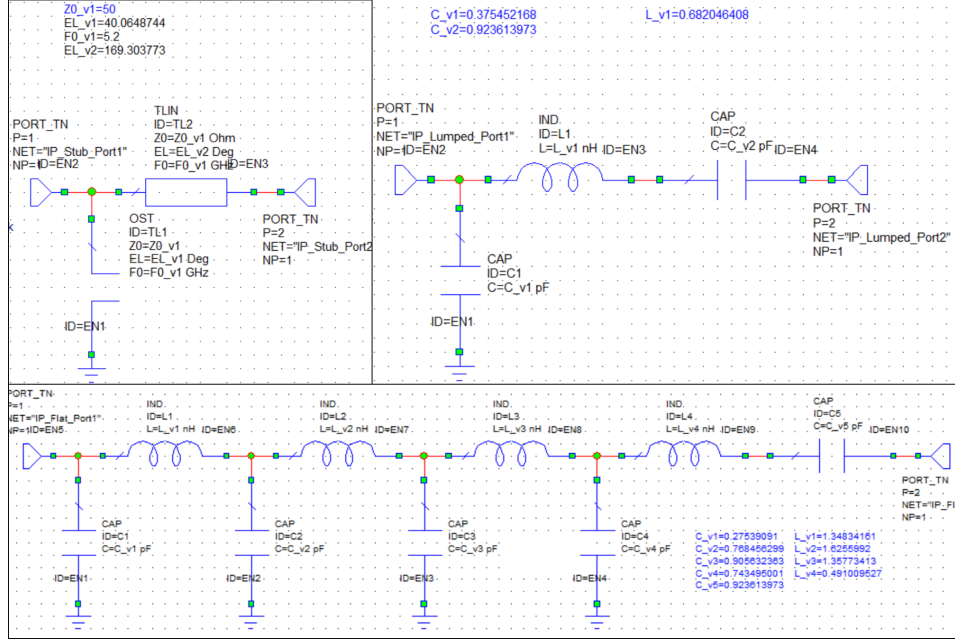 Z0_v1=50
EL_v1=40.0648744
F0_v1=5.2
EL_v2=169.303773
PORT_TN
P=1
NET="IP_Stub_Port1"
NP=1
ID=EN2
TLIN
ID=TL2
Z0=Z0_v1 Ohm
EL=EL_v2 Deg
F0=F0_v1 GHz
ID=EN3
OST
ID=TL1
Z0=Z0_v1
EL=EL_v1 Deg
F0=F0_v1 GHz
PORT_TN
P=2
NET="IP_Stub_Port2
NP=1
ID=EN1
C_v1=0.375452168
C_v2=0.923613973
L_v1=0.682046408
PORT_TN
P=1
NET="IP_Lumped_Port1"
NP=1
ID=EN2
IND
ID=L1
L=L_v1 nH
ID=EN3
CAP
ID=C2
C=C_v2 pF
ID=EN4
PORT_TN
P=2
NET="IP_Lumped_Port2"
NP=1
CAP
ID=C1
C=C_v1 pF
ID=EN1
PORT_TN
P=1
NET="IP_Flat_Port1"
NP=1
ID=EN5
IND
ID=L1
L=L_v1 nH
ID=EN6
IND
ID=L2
L=L_v2 nH
ID=EN7
IND
ID=L3
L=L_v3 nH
ID=EN8
IND
ID=L4
L=L_v4 nH
ID=EN9
CAP
ID=C5
C=C_v5 pF
ID=EN10
PORT_TN
P=2
NET="IP_Fl
NP=1
CAP
ID=C1
C=C_v1 pF
ID=EN1
CAP
ID=C2
C=C_v2 pF
ID=EN2
CAP
ID=C3
C=C_v3 pF
ID=EN3
CAP
ID=C4
C=C_v4 pF
ID=EN4
C_v1=0.27539091 L_v1=1.34834161
C_v2=0.768456299 L_v2=1.6255992
C_v3=0.905632363 L_v3=1.35773413
C_v4=0.743495001 L_v4=0.491009527
C_v5=0.923613973